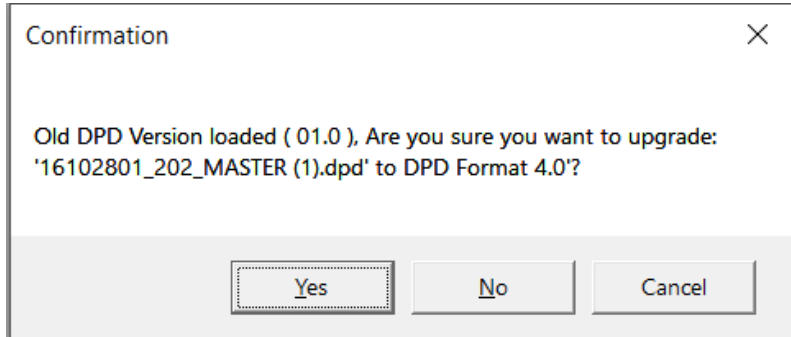 Confirmation
Old DPD Version loaded ( 01.0 ), Are you sure you want to upgrade:
'16102801_202_MASTER (1).dpd' to DPD Format 4.0'?
Yes
No
Cancel